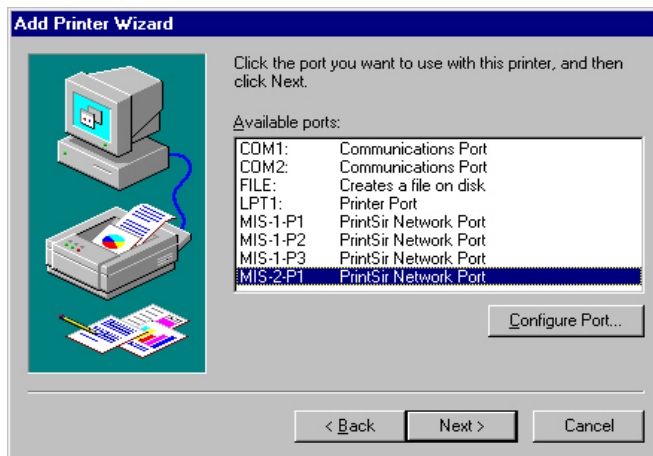 Add Printer Wizard
Click the port you want to use with this printer, and then
click Next.
Available ports:
COM1: Communications Port
COM2: Communications Port
FILE: Creates a file on disk
LPT1: Printer Port
MIS-1-P1 PrintSir Network Port
MIS-1-P2 PrintSir Network Port
MIS-1-P3 PrintSir Network Port
MIS-2-P1 PrintSir Network Port
Configure Port...
< Back Next > Cancel